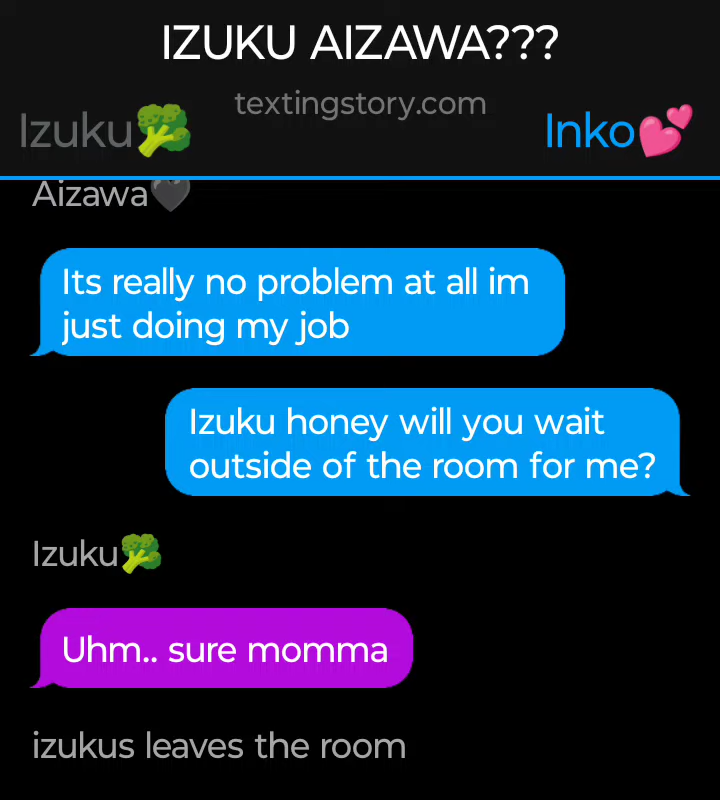 IZUKU AIZAWA???
textingstory.com
Izuku🥦
Inko💕
Aizawa🖤
Its really no problem at all im
just doing my job
Izuku honey will you wait
outside of the room for me?
Izuku🥦
Uhm.. sure momma
izukus leaves the room